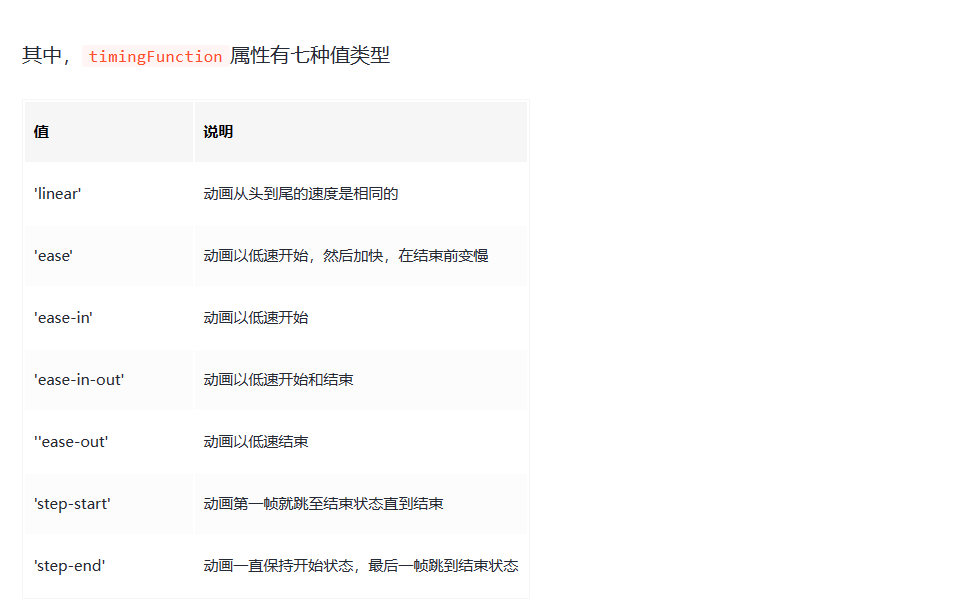 其中，timingFunction 属性有七种值类型
值 说明
'linear' 动画从头到尾的速度是相同的
'ease' 动画以低速开始，然后加快，在结束前变慢
'ease-in' 动画以低速开始
'ease-in-out' 动画以低速开始和结束
''ease-out' 动画以低速结束
'step-start' 动画第一帧就跳至结束状态直到结束
'step-end' 动画一直保持开始状态，最后一帧跳到结束状态